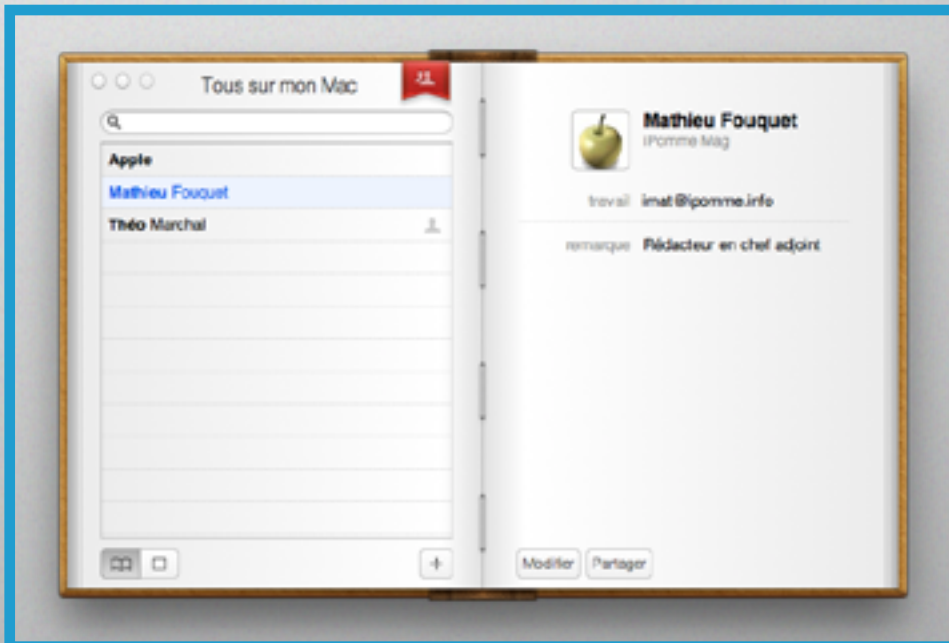 Tous sur mon Mac
Apple
Mathieu Fouquet
Théo Marchal
Mathieu Fouquet
iPomme Mag
travail imat@ipomme.info
remarque Rédacteur en chef adjoint
Modifier Partager